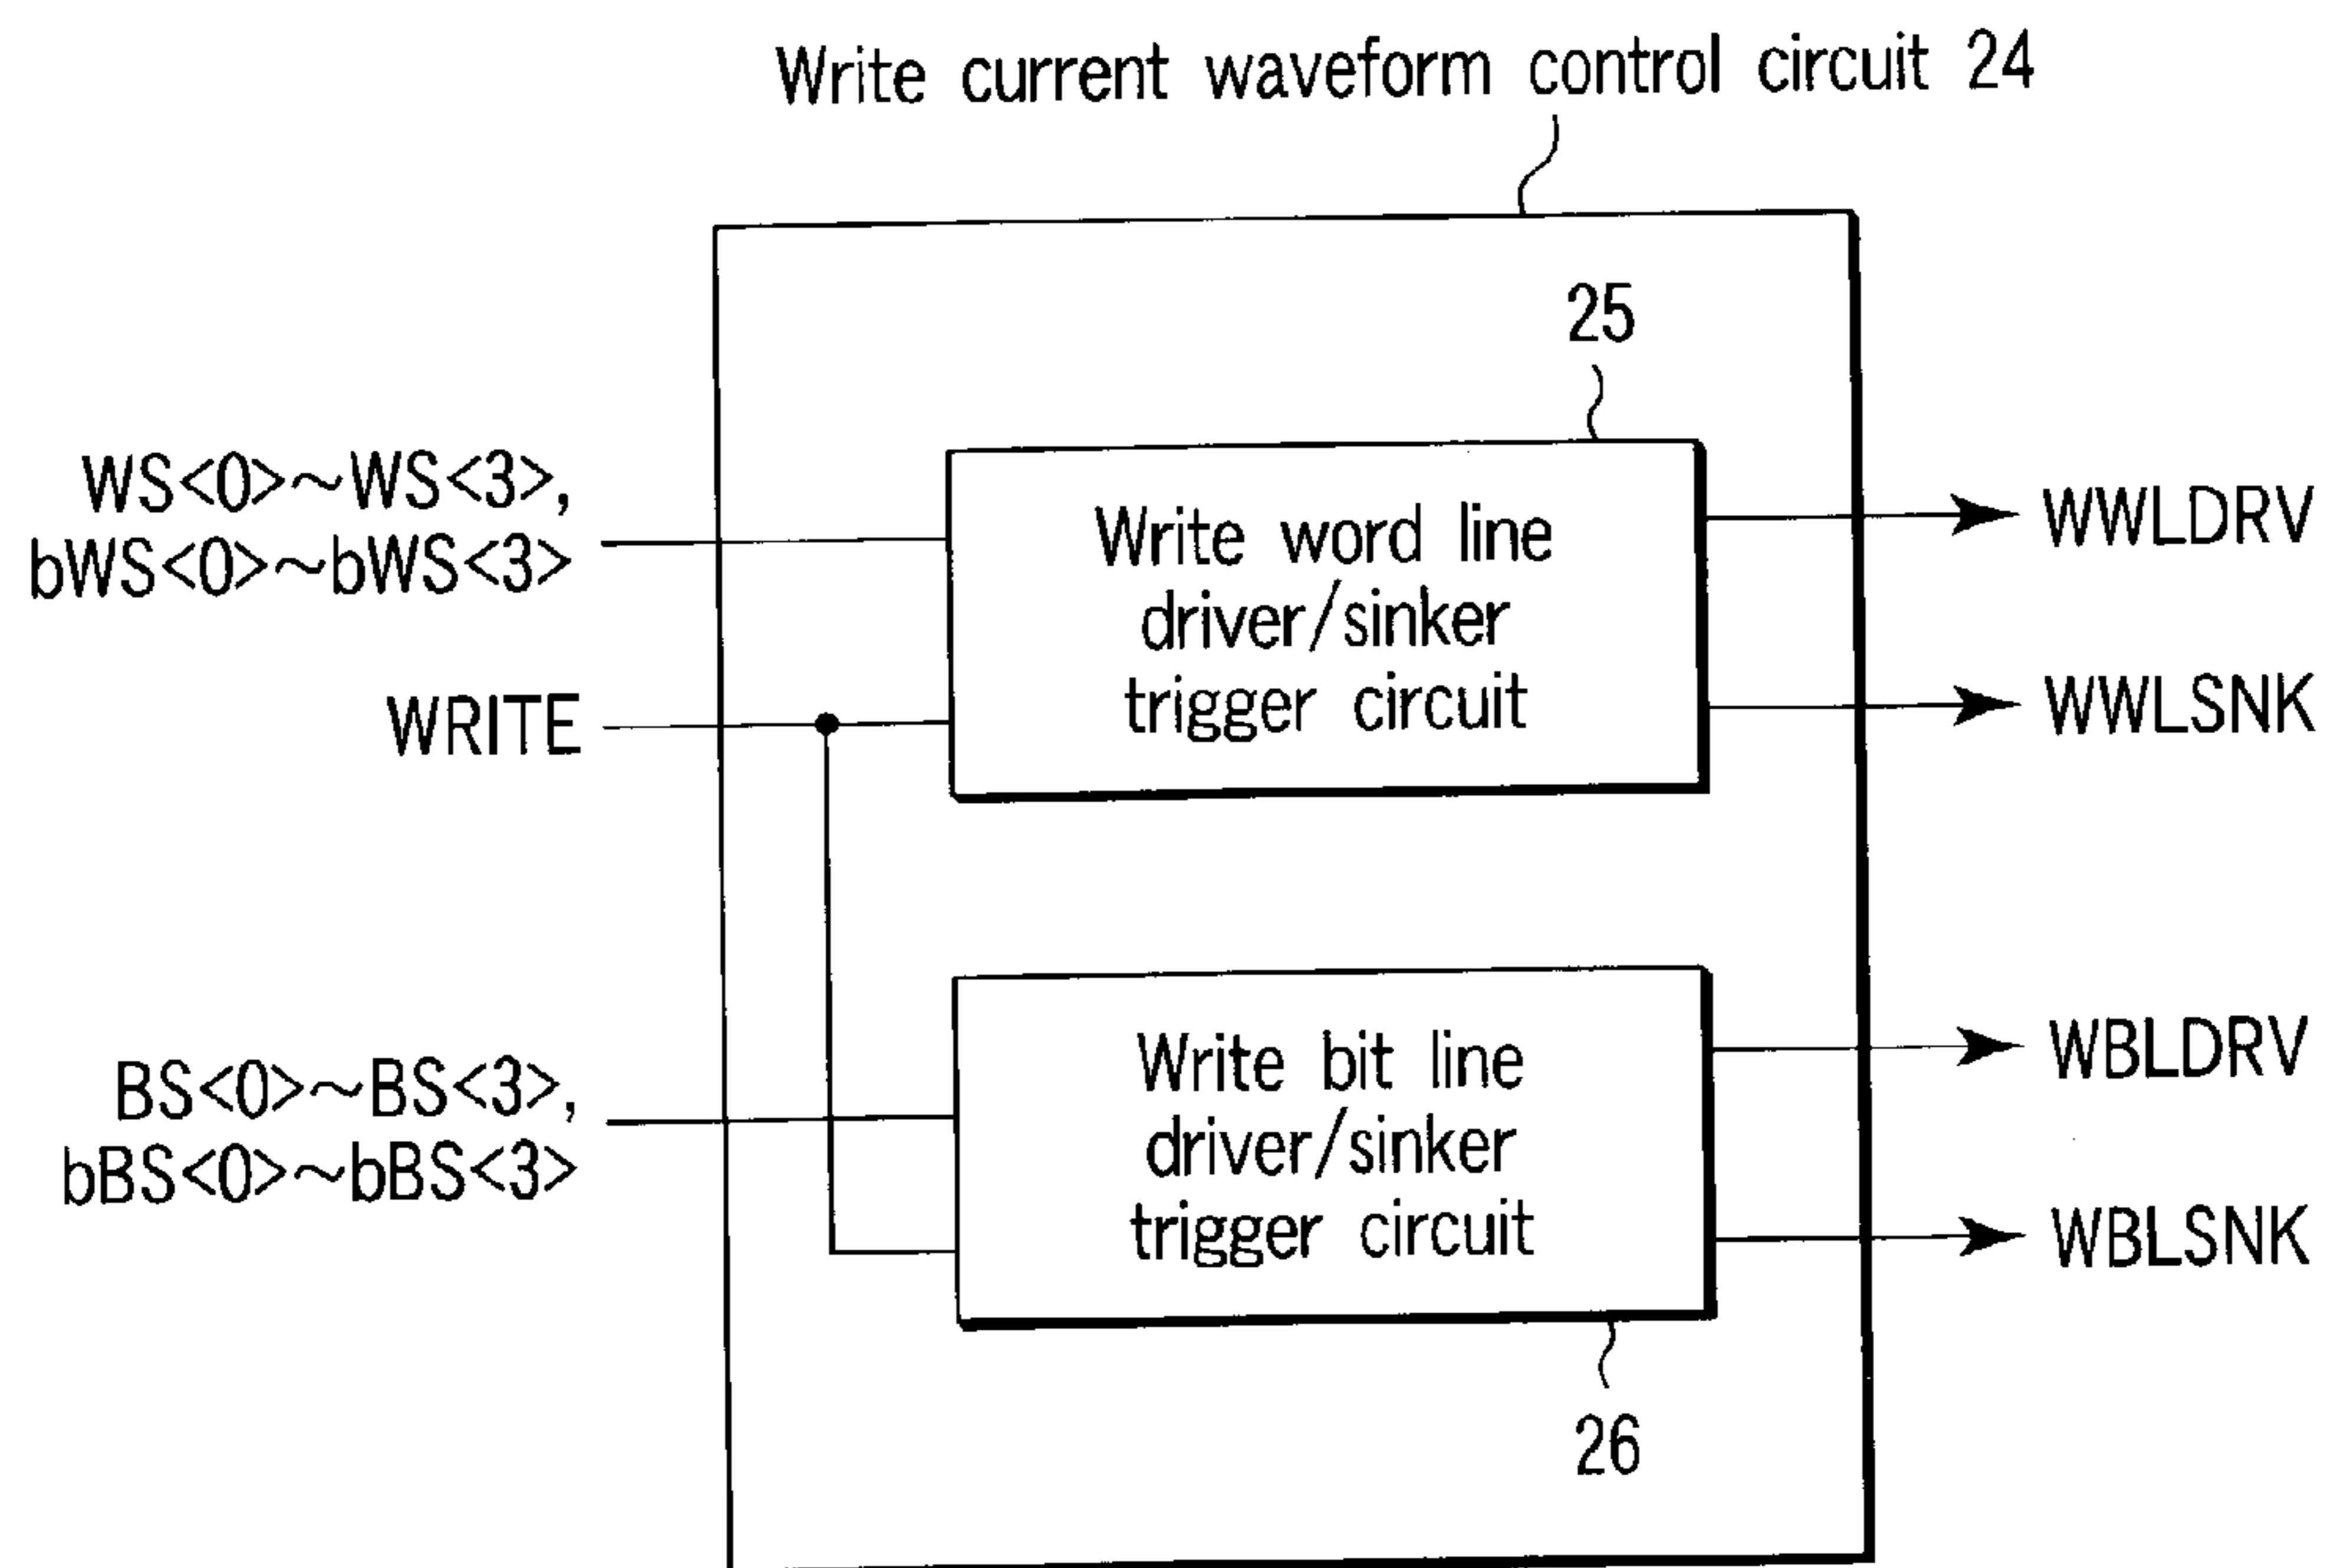 Write current waveform control circuit 24
25
WS<0>~WS<3>,
bWS<0>~bWS<3>
WRITE
Write word line
driver/sinker
trigger circuit
WWLDRV
WWLSNK
BS<0>~BS<3>,
bBS<0>~bBS<3>
Write bit line
driver/sinker
trigger circuit
WBLDRV
WBLSNK
26